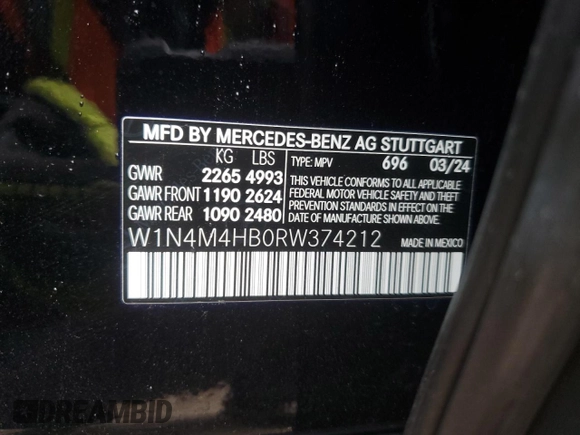 MFD BY MERCEDES-BENZ AG STUTTGART
KG LBS
GVWR 2265 4993
GAWR FRONT 1190 2624
GAWR REAR 1090 2480
TYPE: MPV 696 03/24
THIS VEHICLE CONFORMS TO ALL APPLICABLE
FEDERAL MOTOR VEHICLE SAFETY AND THEFT
PREVENTION STANDARDS IN EFFECT ON THE
DATE OF MANUFACTURE SHOWN ABOVE.
W1N4M4HB0RW374212 MADE IN MEXICO
DREAMBID